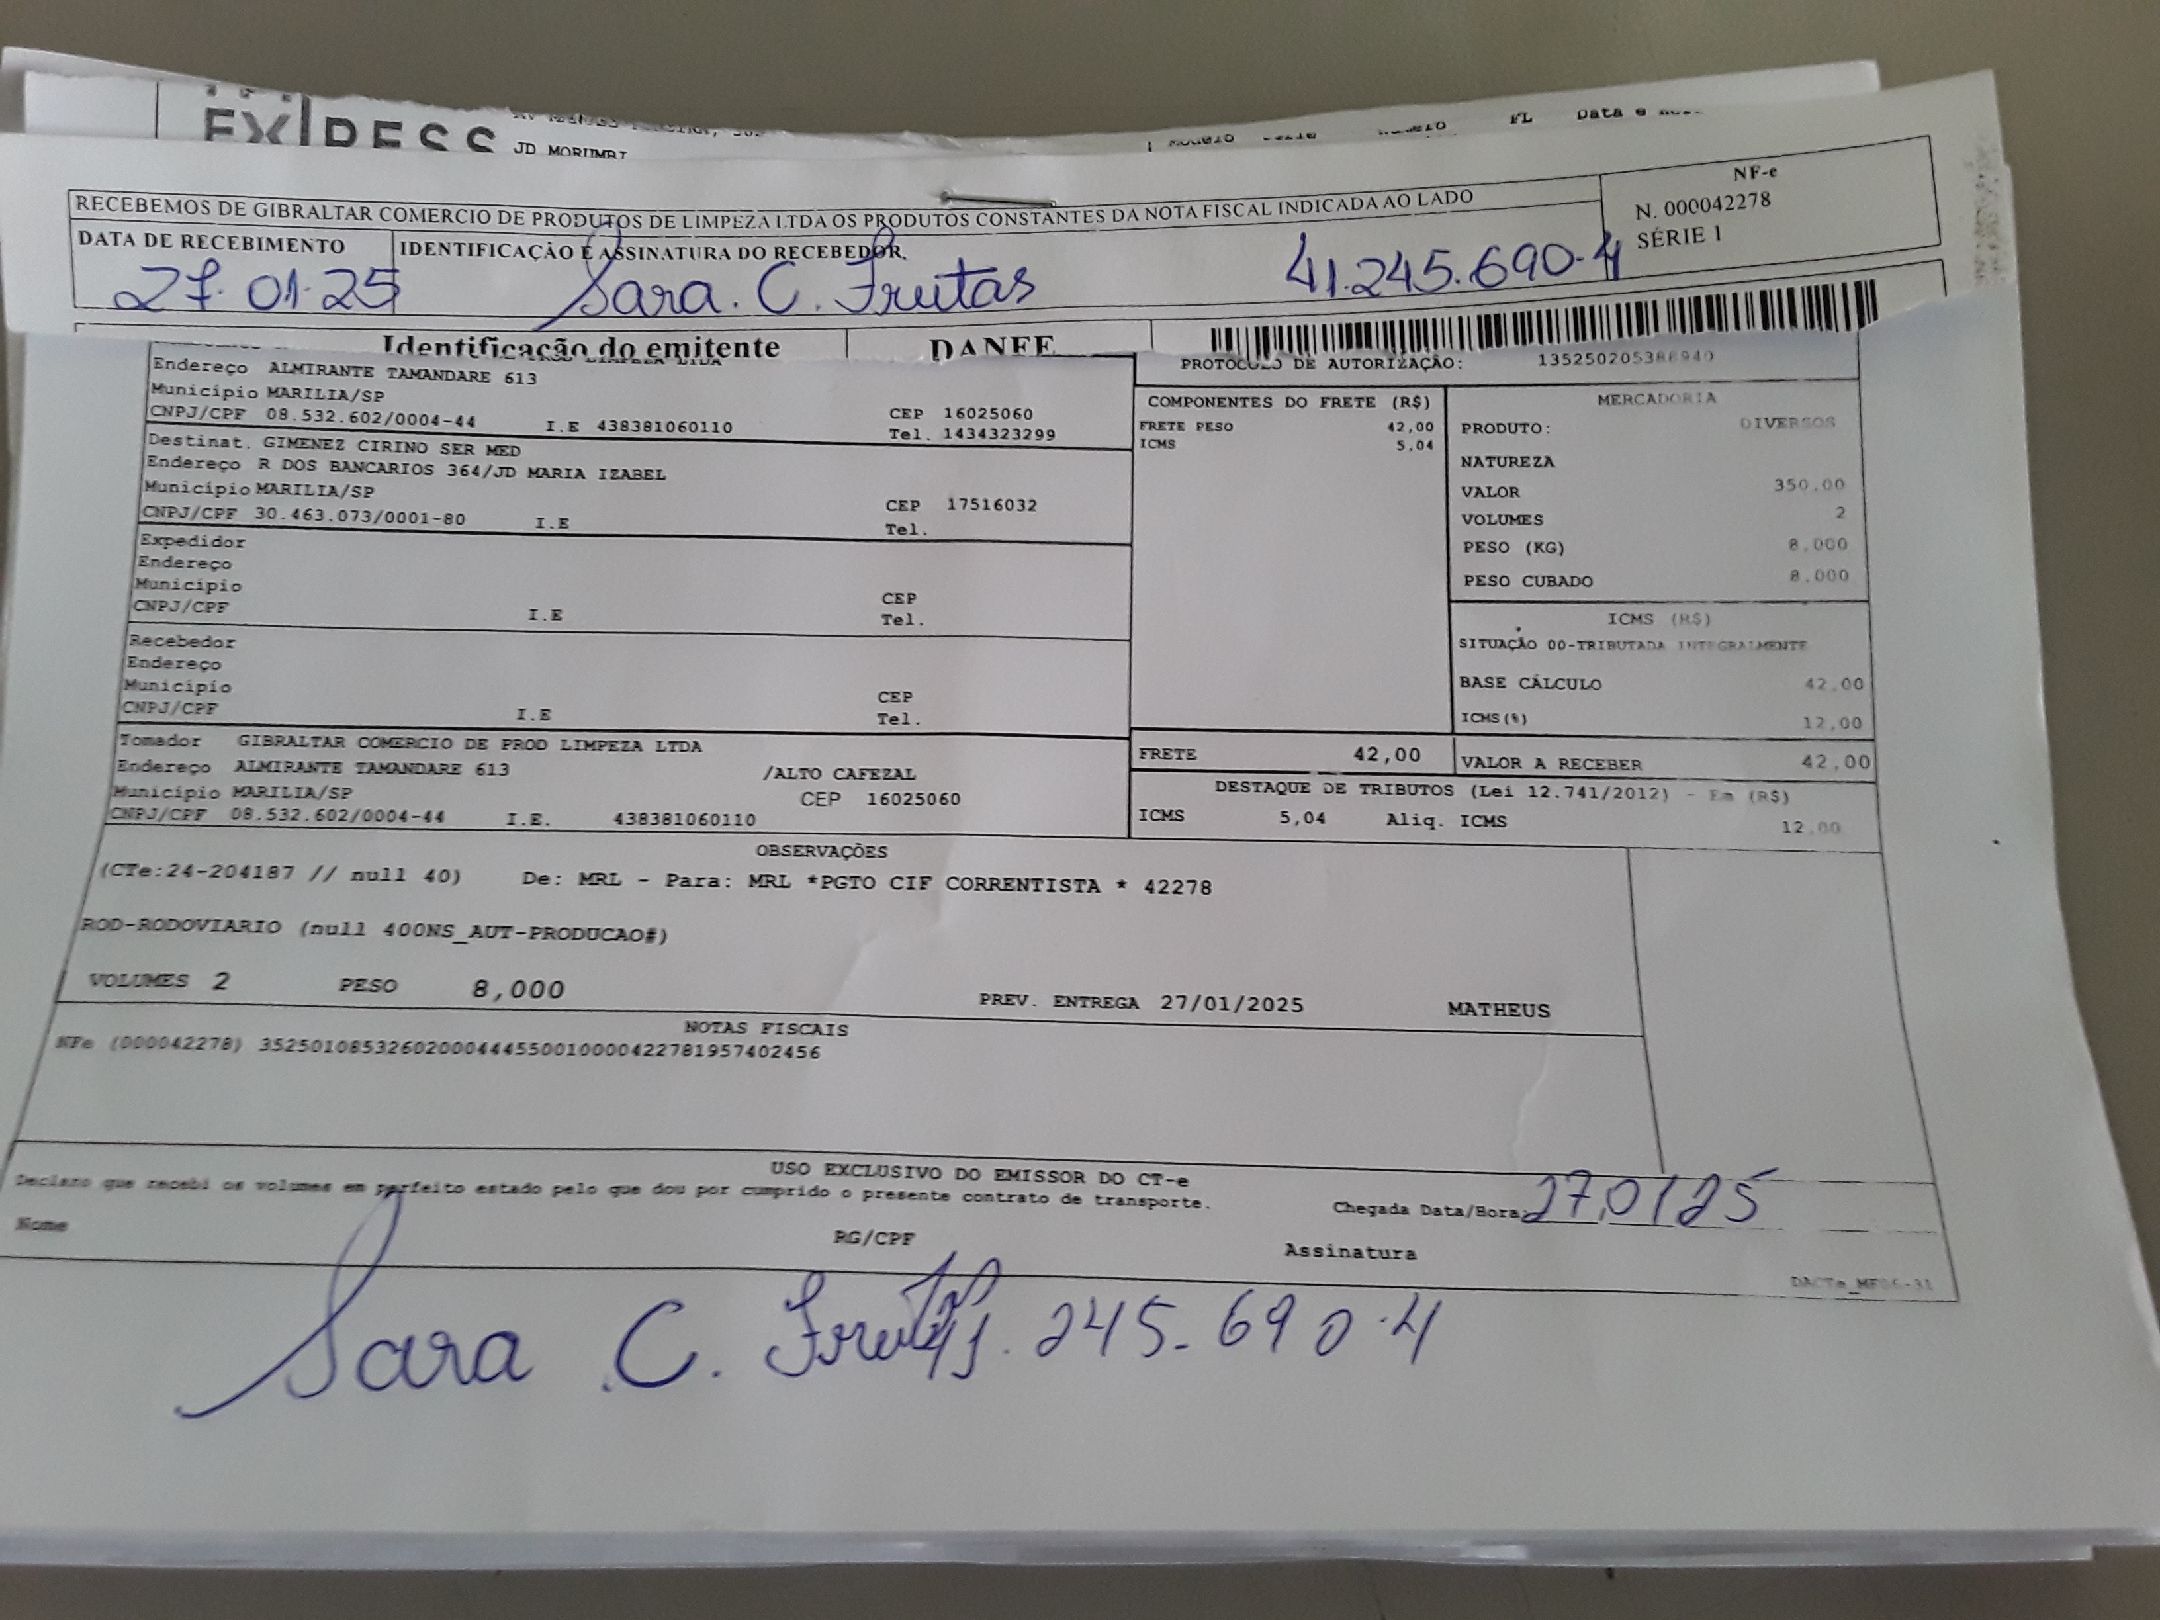 EXPRESS
JD MORUMBI
FL Data e
RECEBEMOS DE GIBRALTAR COMERCIO DE PRODUTOS DE LIMPEZA LTDA OS PRODUTOS CONSTANTES DA NOTA FISCAL INDICADA AO LADO
NF-e
N. 000042278
SÉRIE 1
DATA DE RECEBIMENTO
IDENTIFICAÇÃO E ASSINATURA DO RECEBEDOR.
27.01.25 Sara. C. Freitas 41.245.690-4
Identificação do emitente DANFE
PROTOCOLO DE AUTORIZAÇÃO: 135250205386940
Endereço ALMIRANTE TAMANDARE 613
Município MARILIA/SP
CNPJ/CPF 08.532.602/0004-44 I.E 438381060110
CEP 16025060
Tel. 1434323299
Destinat. GIMENEZ CIRINO SER MED
Endereço R DOS BANCARIOS 364/JD MARIA IZABEL
Município MARILIA/SP
CNPJ/CPF 30.463.073/0001-80 I.E
CEP 17516032
Tel.
Expedidor
Endereço
Município
CNPJ/CPF I.E
CEP
Tel.
Recebedor
Endereço
Município
CNPJ/CPF I.E
CEP
Tel.
Tomador GIBRALTAR COMERCIO DE PROD LIMPEZA LTDA
Endereço ALMIRANTE TAMANDARE 613 /ALTO CAFEZAL
Município MARILIA/SP CEP 16025060
CNPJ/CPF 08.532.602/0004-44 I.E. 438381060110
COMPONENTES DO FRETE (R$)
FRETE PESO 42,00
ICMS 5,04
MERCADORIA
PRODUTO: DIVERSOS
NATUREZA
VALOR 350.00
VOLUMES 2
PESO (KG) 8,000
PESO CUBADO 8.000
ICMS (R$)
SITUAÇÃO 00-TRIBUTADA INTEGRALMENTE
BASE CÁLCULO 42,00
ICMS(%) 12,00
FRETE 42,00 VALOR A RECEBER 42,00
DESTAQUE DE TRIBUTOS (Lei 12.741/2012) - Em (R$)
ICMS 5,04 Aliq. ICMS 12,00
OBSERVAÇÕES
(CTe:24-204187 // null 40) De: MRL - Para: MRL *PGTO CIF CORRENTISTA * 42278
ROD-RODOVIARIO (null 400NS_AUT-PRODUCAO#)
VOLUMES 2 PESO 8,000 PREV. ENTREGA 27/01/2025 MATHEUS
NOTAS FISCAIS
NFe (000042278) 35250108532602000444550010000422781957402456
USO EXCLUSIVO DO EMISSOR DO CT-e
Declaro que recebi os volumes em perfeito estado pelo que dou por cumprido o presente contrato de transporte.
Chegada Data/Hora: 27,01 25
Nome RG/CPF Assinatura
DACTe_MF06-31
Sara C. Freitas 41.245-690-4